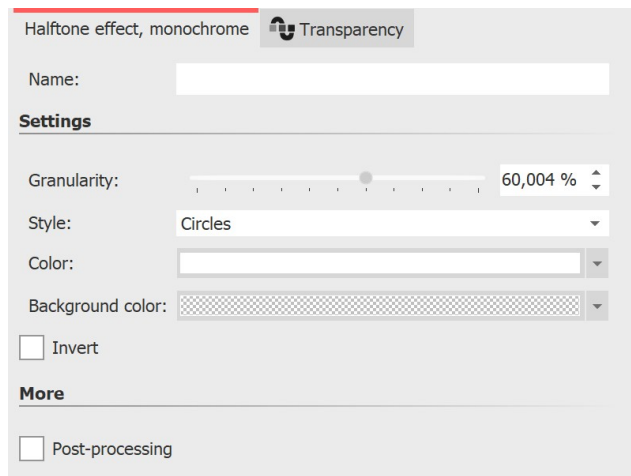 Halftone effect, monochrome Transparency
Name:
Settings
Granularity: 60,004 %
Style: Circles
Color:
Background color:
Invert
More
Post-processing